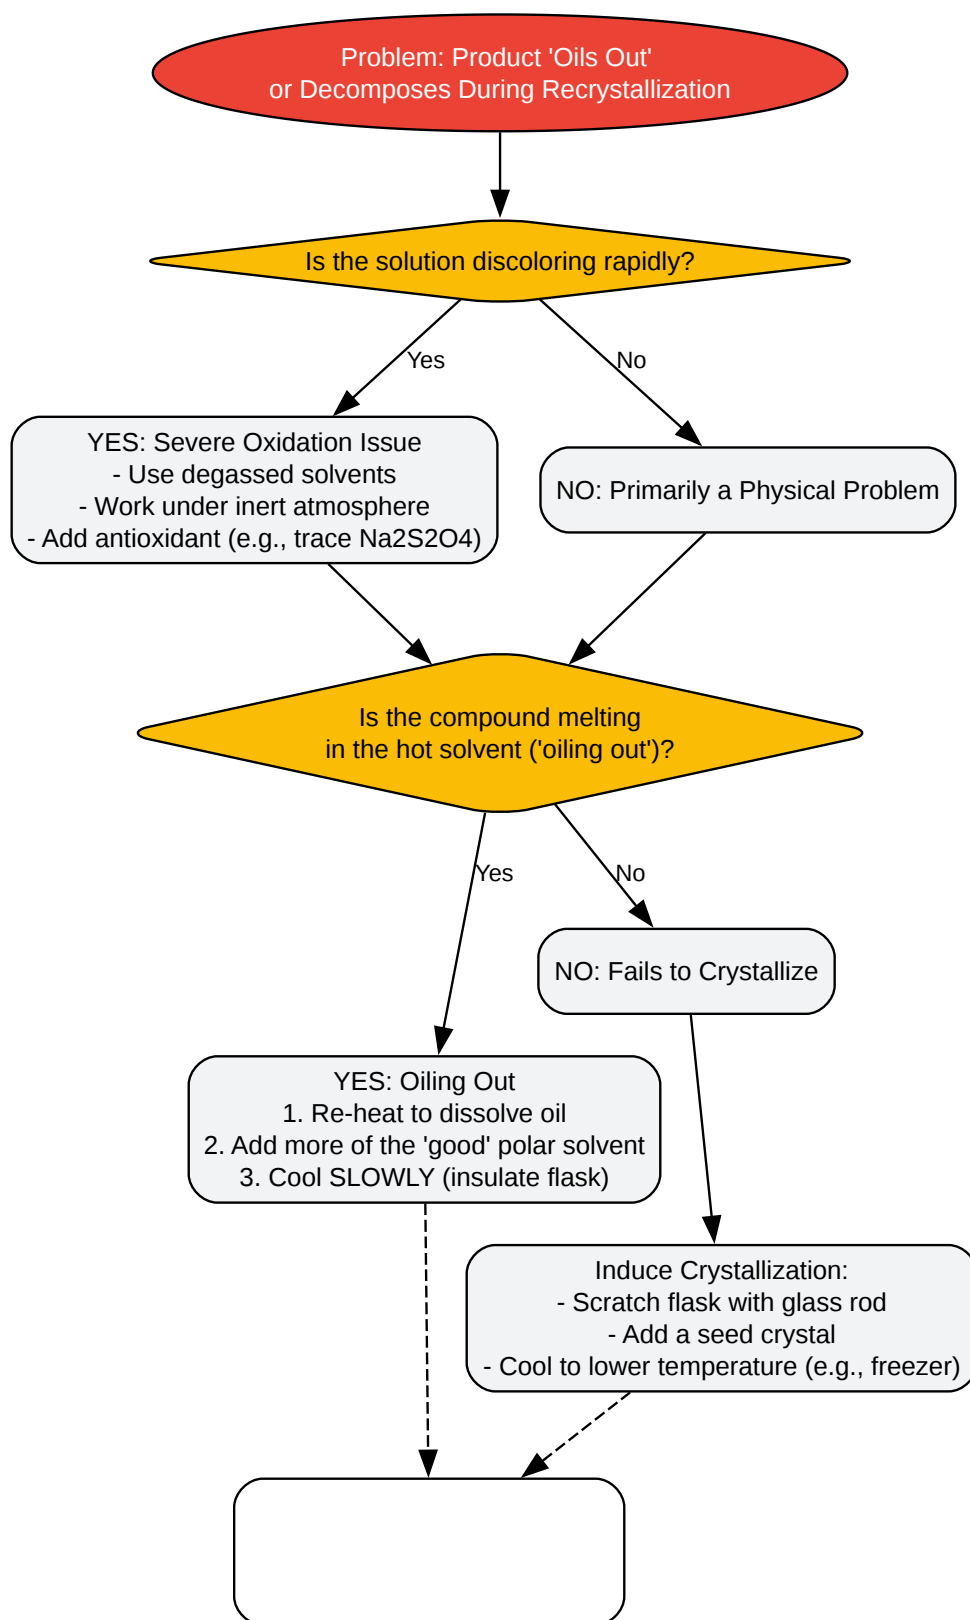 Problem: Product 'Oils Out'
or Decomposes During Recrystallization
Is the solution discoloring rapidly?
Yes
No
YES: Severe Oxidation Issue
- Use degassed solvents
- Work under inert atmosphere
- Add antioxidant (e.g., trace Na2S2O4)
NO: Primarily a Physical Problem
Is the compound melting
in the hot solvent ('oiling out')?
Yes
No
NO: Fails to Crystallize
YES: Oiling Out
1. Re-heat to dissolve oil
2. Add more of the 'good' polar solvent
3. Cool SLOWLY (insulate flask)
Induce Crystallization:
- Scratch flask with glass rod
- Add a seed crystal
- Cool to lower temperature (e.g., freezer)